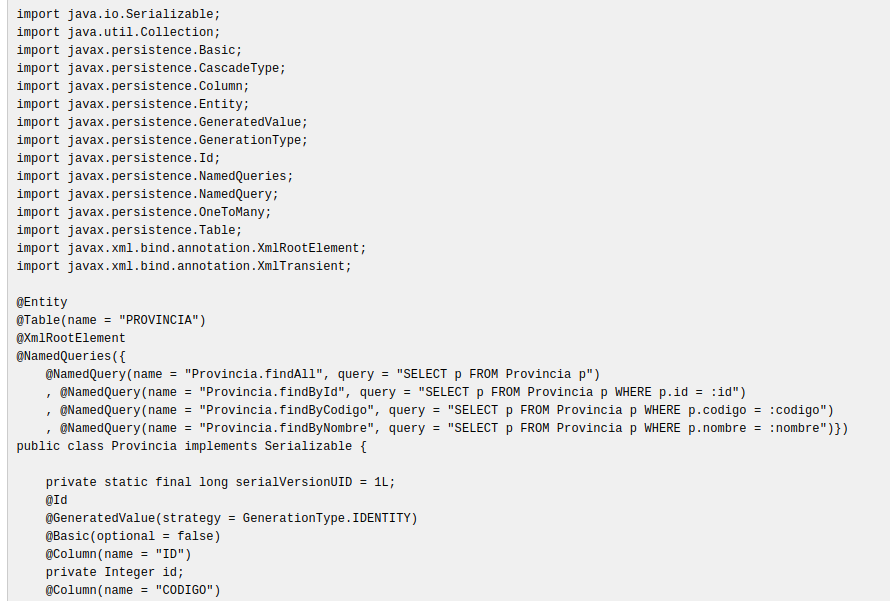 import java.io.Serializable;
import java.util.Collection;
import javax.persistence.Basic;
import javax.persistence.CascadeType;
import javax.persistence.Column;
import javax.persistence.Entity;
import javax.persistence.GeneratedValue;
import javax.persistence.GenerationType;
import javax.persistence.Id;
import javax.persistence.NamedQueries;
import javax.persistence.NamedQuery;
import javax.persistence.OneToMany;
import javax.persistence.Table;
import javax.xml.bind.annotation.XmlRootElement;
import javax.xml.bind.annotation.XmlTransient;

@Entity
@Table(name = "PROVINCIA")
@XmlRootElement
@NamedQueries({
    @NamedQuery(name = "Provincia.findAll", query = "SELECT p FROM Provincia p")
    , @NamedQuery(name = "Provincia.findById", query = "SELECT p FROM Provincia p WHERE p.id = :id")
    , @NamedQuery(name = "Provincia.findByCodigo", query = "SELECT p FROM Provincia p WHERE p.codigo = :codigo")
    , @NamedQuery(name = "Provincia.findByNombre", query = "SELECT p FROM Provincia p WHERE p.nombre = :nombre")})
public class Provincia implements Serializable {

    private static final long serialVersionUID = 1L;
    @Id
    @GeneratedValue(strategy = GenerationType.IDENTITY)
    @Basic(optional = false)
    @Column(name = "ID")
    private Integer id;
    @Column(name = "CODIGO")